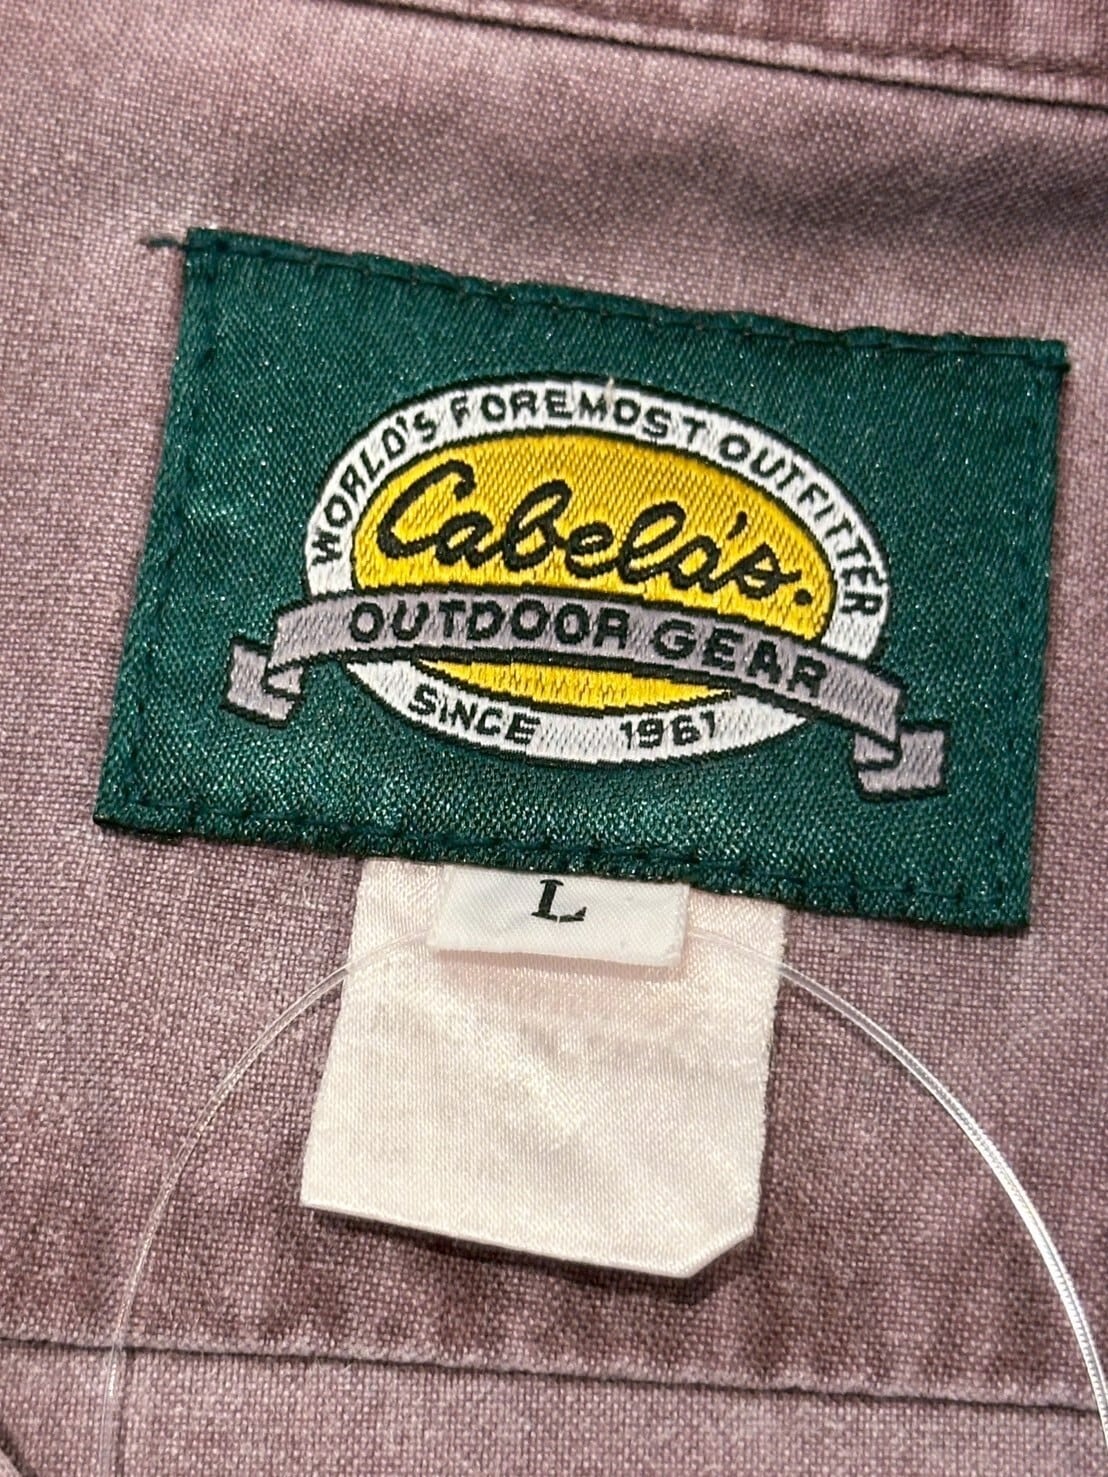 WORLD'S FOREMOST OUTFITTER
Cabela's.
OUTDOOR GEAR
SINCE 1961
L